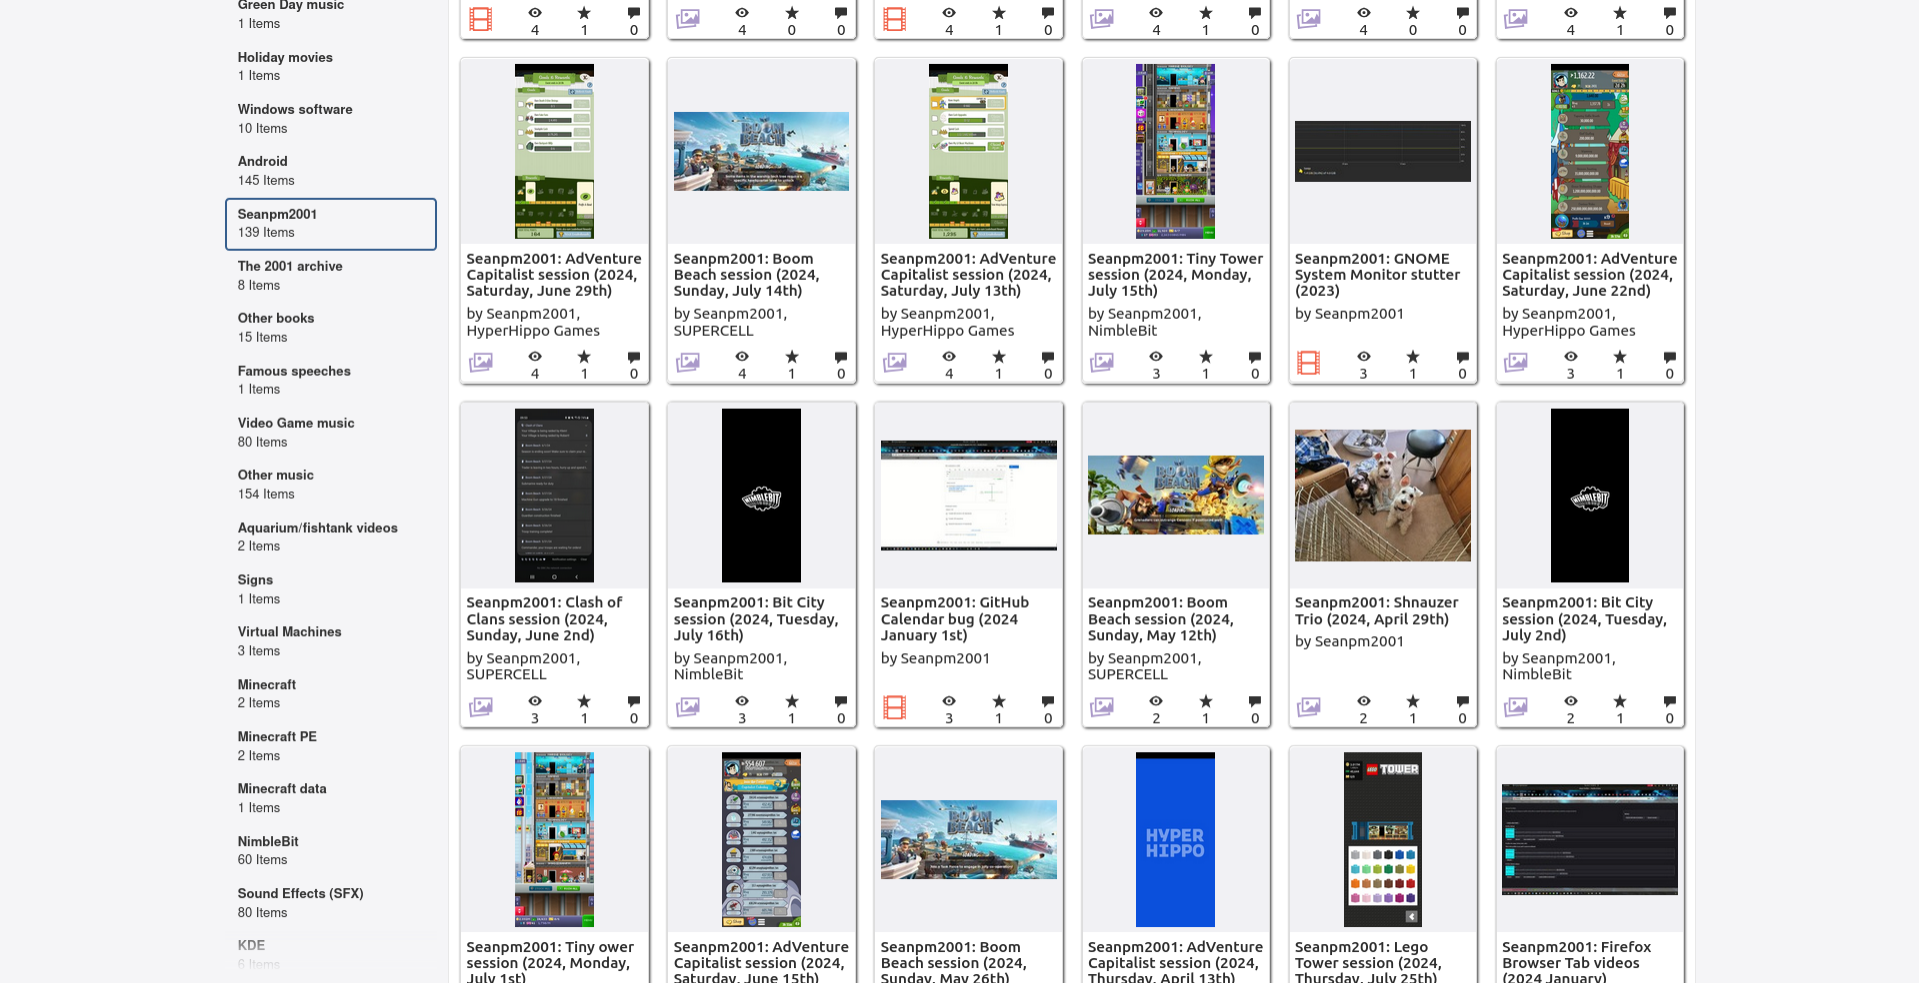 Green Day music
1 Items
Holiday movies
1 Items
Windows software
10 Items
Android
145 Items
Seanpm2001
139 Items
The 2001 archive
8 Items
Other books
15 Items
Famous speeches
1 Items
Video Game music
80 Items
Other music
154 Items
Aquarium/fishtank videos
2 Items
Signs
1 Items
Virtual Machines
3 Items
Minecraft
2 Items
Minecraft PE
2 Items
Minecraft data
1 Items
NimbleBit
60 Items
Sound Effects (SFX)
80 Items
KDE
6 Items
4 1 0
4 0 0
4 1 0
4 1 0
4 0 0
4 1 0
Seanpm2001: AdVenture
Capitalist session (2024,
Saturday, June 29th)
by Seanpm2001,
HyperHippo Games
4 1 0
BOOM
BEACH
Seanpm2001: Boom
Beach session (2024,
Sunday, July 14th)
by Seanpm2001,
SUPERCELL
4 1 0
Seanpm2001: AdVenture
Capitalist session (2024,
Saturday, July 13th)
by Seanpm2001,
HyperHippo Games
4 1 0
Seanpm2001: Tiny Tower
session (2024, Monday,
July 15th)
by Seanpm2001,
NimbleBit
3 1 0
Seanpm2001: GNOME
System Monitor stutter
(2023)
by Seanpm2001
3 1 0
Seanpm2001: AdVenture
Capitalist session (2024,
Saturday, June 22nd)
by Seanpm2001,
HyperHippo Games
3 1 0
Seanpm2001: Clash of
Clans session (2024,
Sunday, June 2nd)
by Seanpm2001,
SUPERCELL
3 1 0
NIMBLEBIT
Seanpm2001: Bit City
session (2024, Tuesday,
July 16th)
by Seanpm2001,
NimbleBit
3 1 0
Seanpm2001: GitHub
Calendar bug (2024
January 1st)
by Seanpm2001
3 1 0
BOOM
BEACH
Seanpm2001: Boom
Beach session (2024,
Sunday, May 12th)
by Seanpm2001,
SUPERCELL
2 1 0
Seanpm2001: Shnauzer
Trio (2024, April 29th)
by Seanpm2001
2 1 0
NIMBLEBIT
Seanpm2001: Bit City
session (2024, Tuesday,
July 2nd)
by Seanpm2001,
NimbleBit
2 1 0
Seanpm2001: Tiny ower
session (2024, Monday,
July 1st)
Seanpm2001: AdVenture
Capitalist session (2024,
Saturday, June 15th)
BOOM
BEACH
Seanpm2001: Boom
Beach session (2024,
Sunday, May 26th)
HYPER
HIPPO
Seanpm2001: AdVenture
Capitalist session (2024,
Thursday, April 13th)
LEGO TOWER
Seanpm2001: Lego
Tower session (2024,
Thursday, July 25th)
Seanpm2001: Firefox
Browser Tab videos
(2024 January)